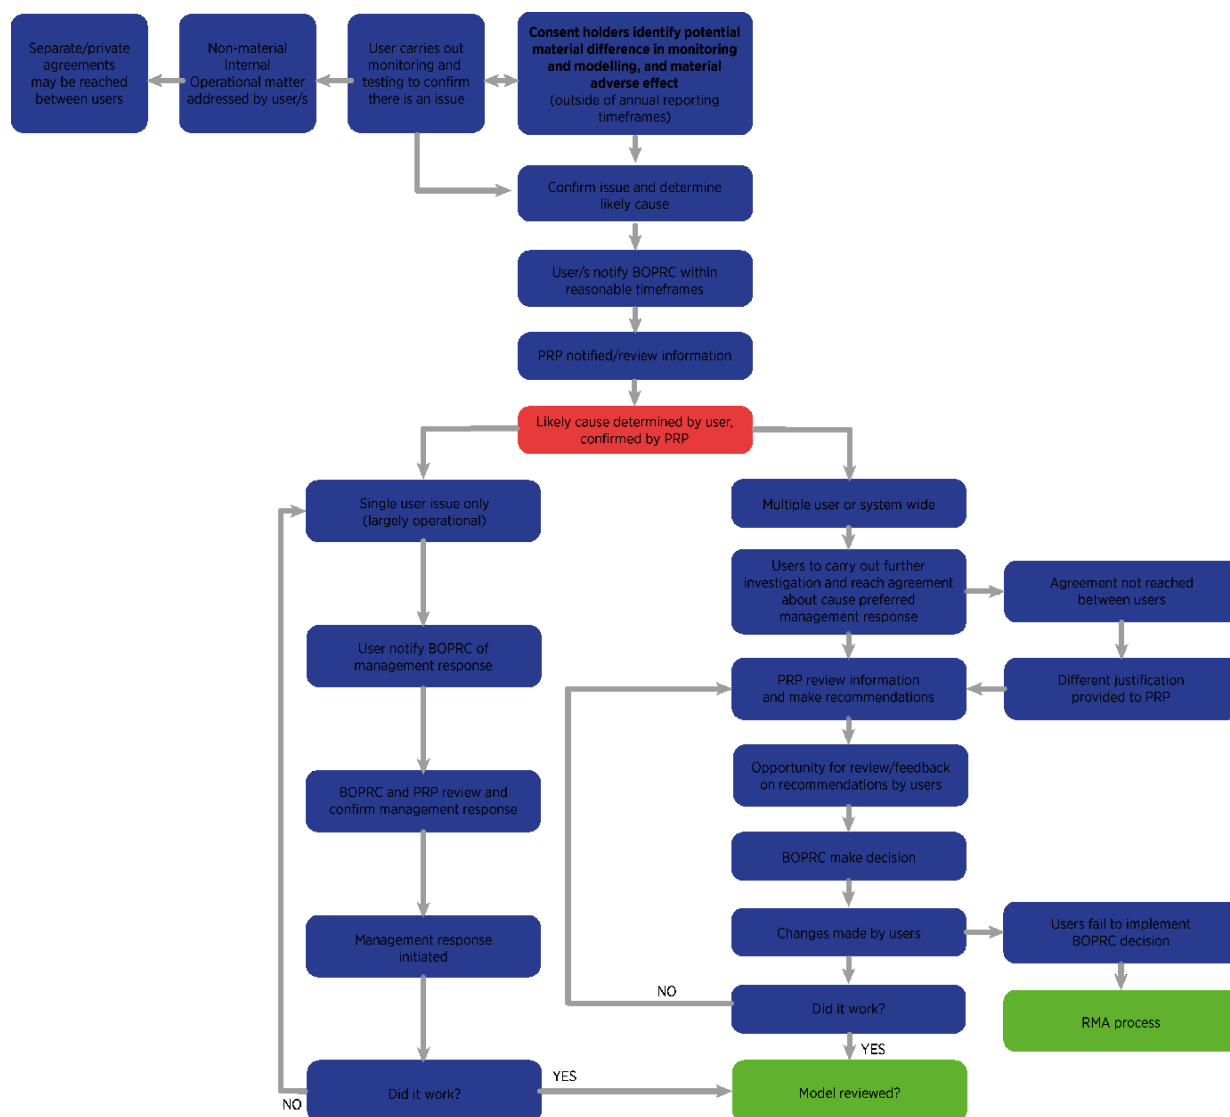 Separate/private
agreements
may be reached
between users
Non-material
Internal
Operational matter
addressed by user/s
User carries out
monitoring and
testing to confirm
there is an issue
Consent holders identify potential
material difference in monitoring
and modelling, and material
adverse effect
(outside of annual reporting
timeframes)
Confirm issue and determine
likely cause
User/s notify BOPRC within
reasonable timeframes
PRP notified/review information
Likely cause determined by user,
confirmed by PRP
Single user issue only
(largely operational)
User notify BOPRC of
management response
BOPRC and PRP review and
confirm management response
Management response
initiated
Did it work?
NO
YES
Multiple user or system wide
Users to carry out further
investigation and reach agreement
about cause preferred
management response
Agreement not reached
between users
Different justification
provided to PRP
PRP review information
and make recommendations
Opportunity for review/feedback
on recommendations by users
BOPRC make decision
Changes made by users
Users fail to implement
BOPRC decision
RMA process
Did it work?
NO
YES
Model reviewed?